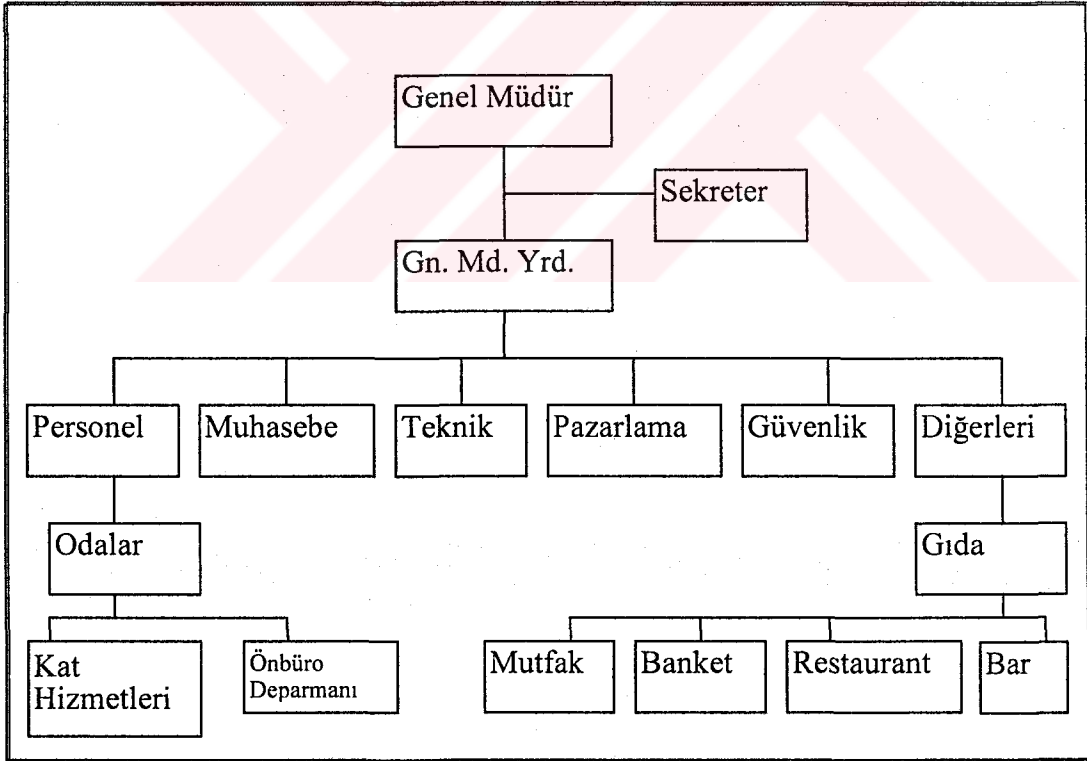 Genel Müdür
Sekreter
Gn. Md. Yrd.
Personel
Muhasebe
Teknik
Pazarlama
Güvenlik
Diğerleri
Odalar
Gıda
Kat
Hizmetleri
Önbüro
Deparmanı
Mutfak
Banket
Restaurant
Bar